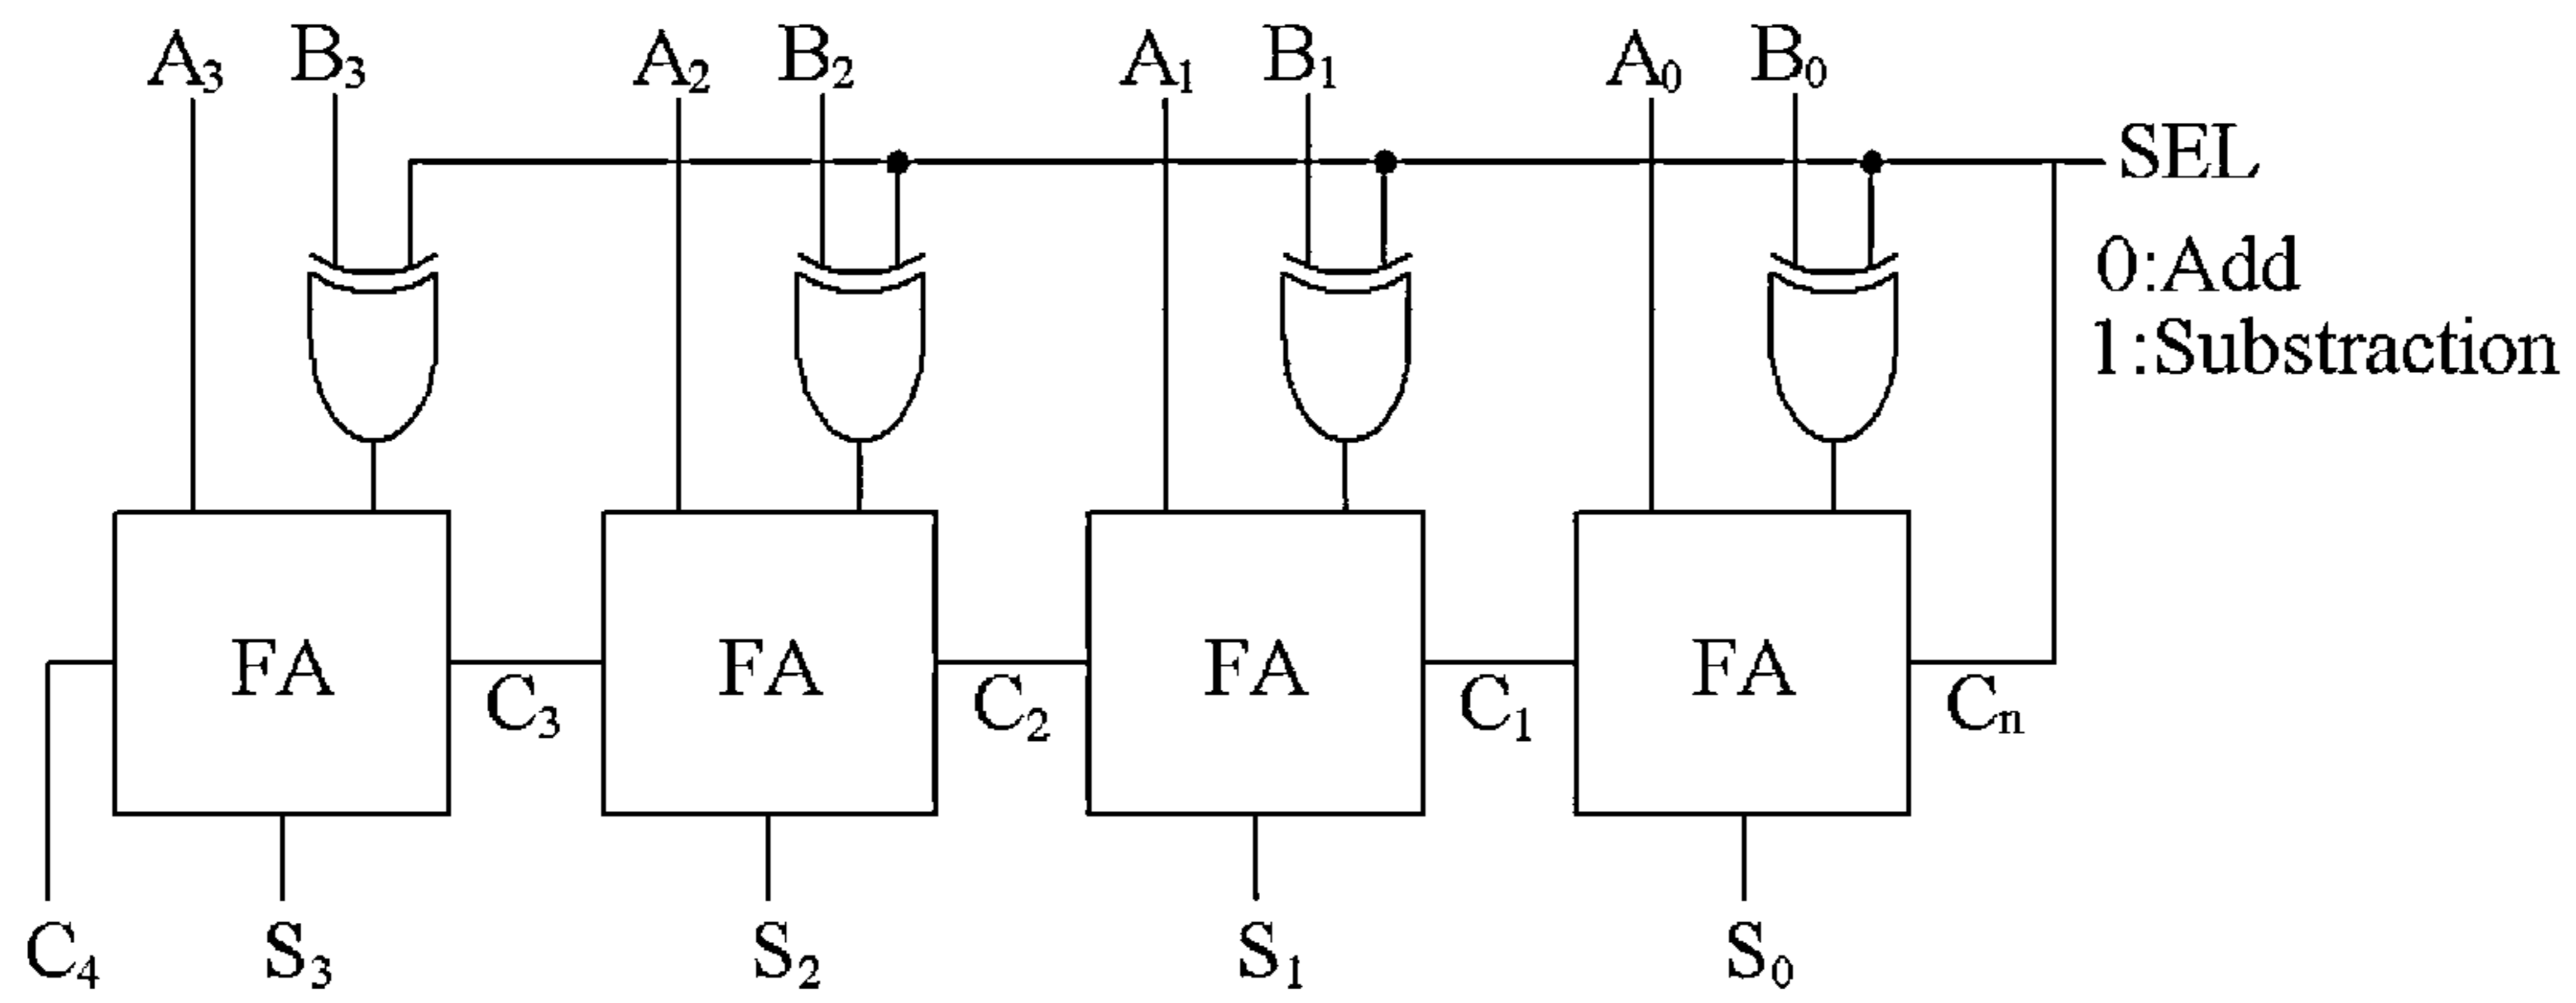 A₃ B₃ A₂ B₂ A₁ B₁ A₀ B₀
SEL
0:Add
1:Substraction
FA FA FA FA
C₃ C₂ C₁ Cn
C₄ S₃ S₂ S₁ S₀